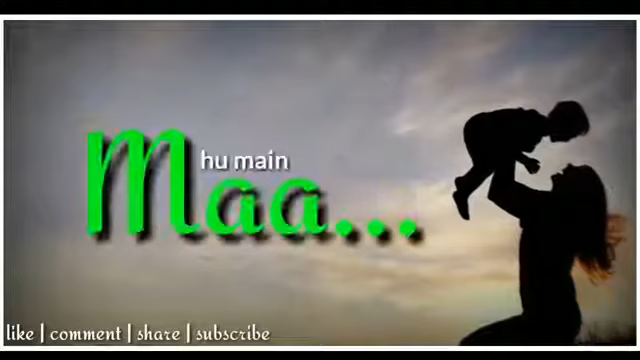 hu main
Maa...
like | comment | share | subscribe